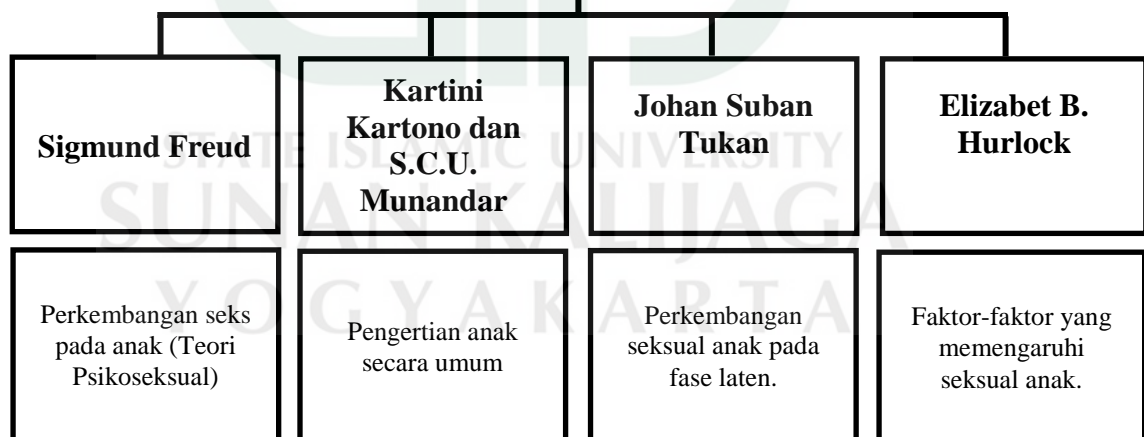 Sigmund Freud
Kartini
Kartono dan
S.C.U.
Munandar
Johan Suban
Tukan
Elizabet B.
Hurlock
STATE ISLAMIC UNIVERSITY
SUNAN KALIJAGA
YOGYAKARTA
Perkembangan seks
pada anak (Teori
Psikoseksual)
Pengertian anak
secara umum
Perkembangan
seksual anak pada
fase laten.
Faktor-faktor yang
memengaruhi
seksual anak.